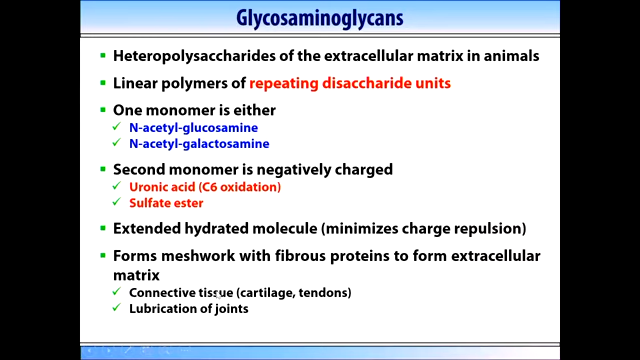 Glycosaminoglycans
Heteropolysaccharides of the extracellular matrix in animals
Linear polymers of repeating disaccharide units
One monomer is either
N-acetyl-glucosamine
N-acetyl-galactosamine
Second monomer is negatively charged
Uronic acid (C6 oxidation)
Sulfate ester
Extended hydrated molecule (minimizes charge repulsion)
Forms meshwork with fibrous proteins to form extracellular
matrix
Connective tissue (cartilage, tendons)
Lubrication of joints